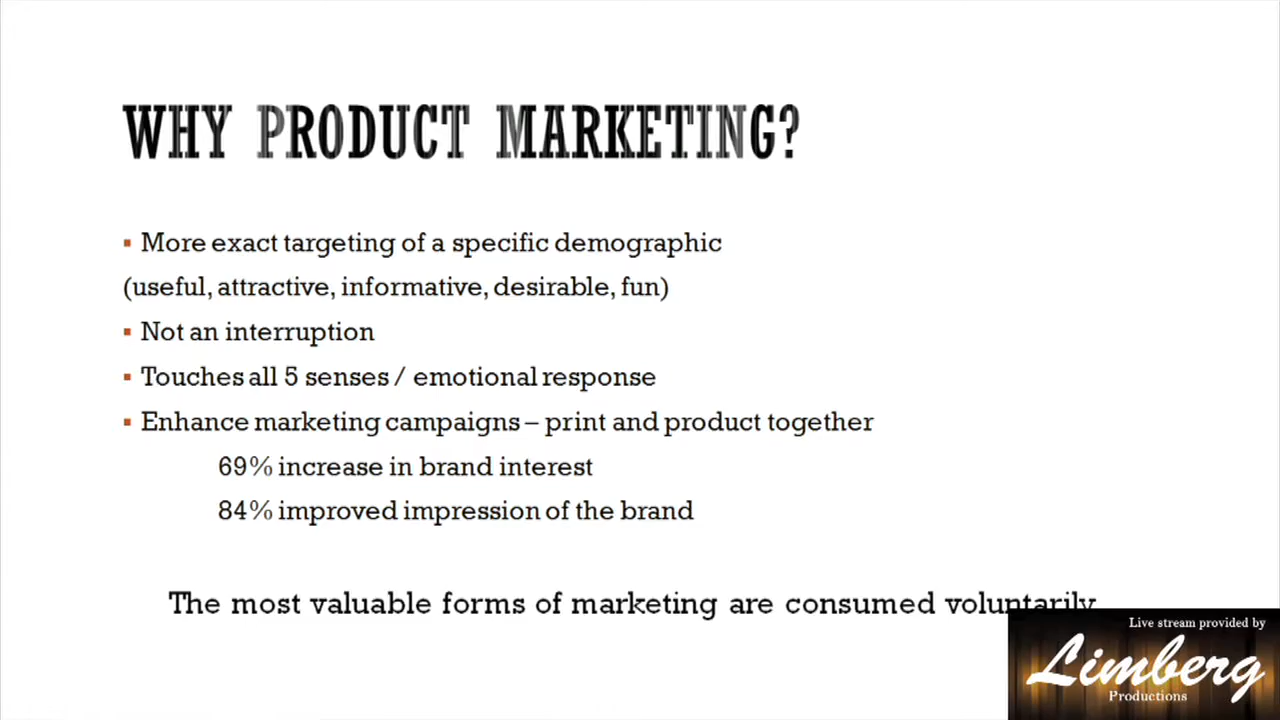 WHY PRODUCT MARKETING?
▪ More exact targeting of a specific demographic
(useful, attractive, informative, desirable, fun)
▪ Not an interruption
▪ Touches all 5 senses / emotional response
▪ Enhance marketing campaigns – print and product together
69% increase in brand interest
84% improved impression of the brand
The most valuable forms of marketing are consumed voluntarily
Live stream provided by
Limberg
Productions